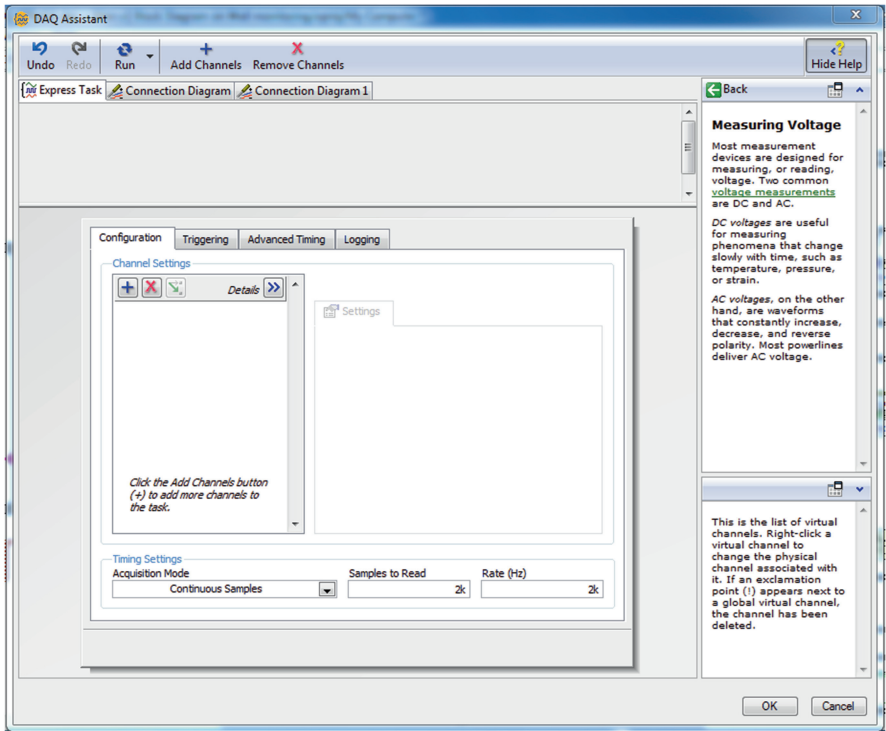 DAQ Assistant
Undo Redo Run Add Channels Remove Channels Hide Help
Express Task Connection Diagram Connection Diagram 1
Back
Measuring Voltage
Most measurement
devices are designed for
measuring, or reading,
voltage. Two common
voltage measurements
are DC and AC.
DC voltages are useful
for measuring
phenomena that change
slowly with time, such as
temperature, pressure,
or strain.
AC voltages, on the other
hand, are waveforms
that constantly increase,
decrease, and reverse
polarity. Most powerlines
deliver AC voltage.
Configuration Triggering Advanced Timing Logging
Channel Settings
Details
Settings
Click the Add Channels button
(+) to add more channels to
the task.
Timing Settings
Acquisition Mode Samples to Read Rate (Hz)
Continuous Samples 2k 2k
This is the list of virtual
channels. Right-click a
virtual channel to
change the physical
channel associated with
it. If an exclamation
point (!) appears next to
a global virtual channel,
the channel has been
deleted.
OK Cancel